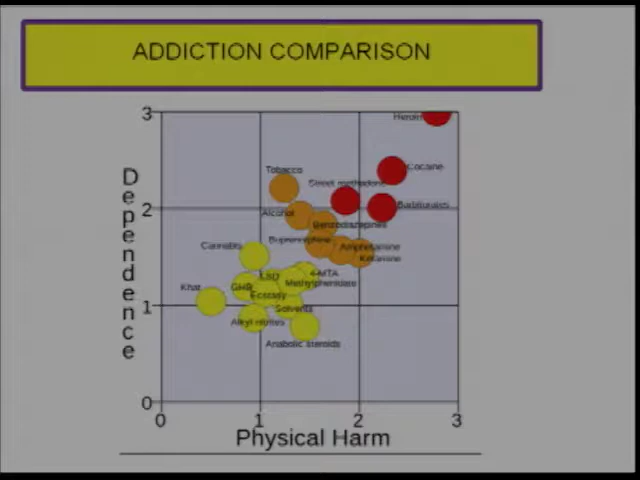 ADDICTION COMPARISON
3
Heroin
Cocaine
Tobacco
Street methadone
Barbiturates
Dependence
2
Alcohol
Benzodiazepines
Buprenorphine
Amphetamine
Cannabis
Ketamine
LSD
4-MTA
Methylphenidate
Khat
GHB
Ecstasy
1
Solvents
Alkyl nitrites
Anabolic steroids
0
0 1 2 3
Physical Harm